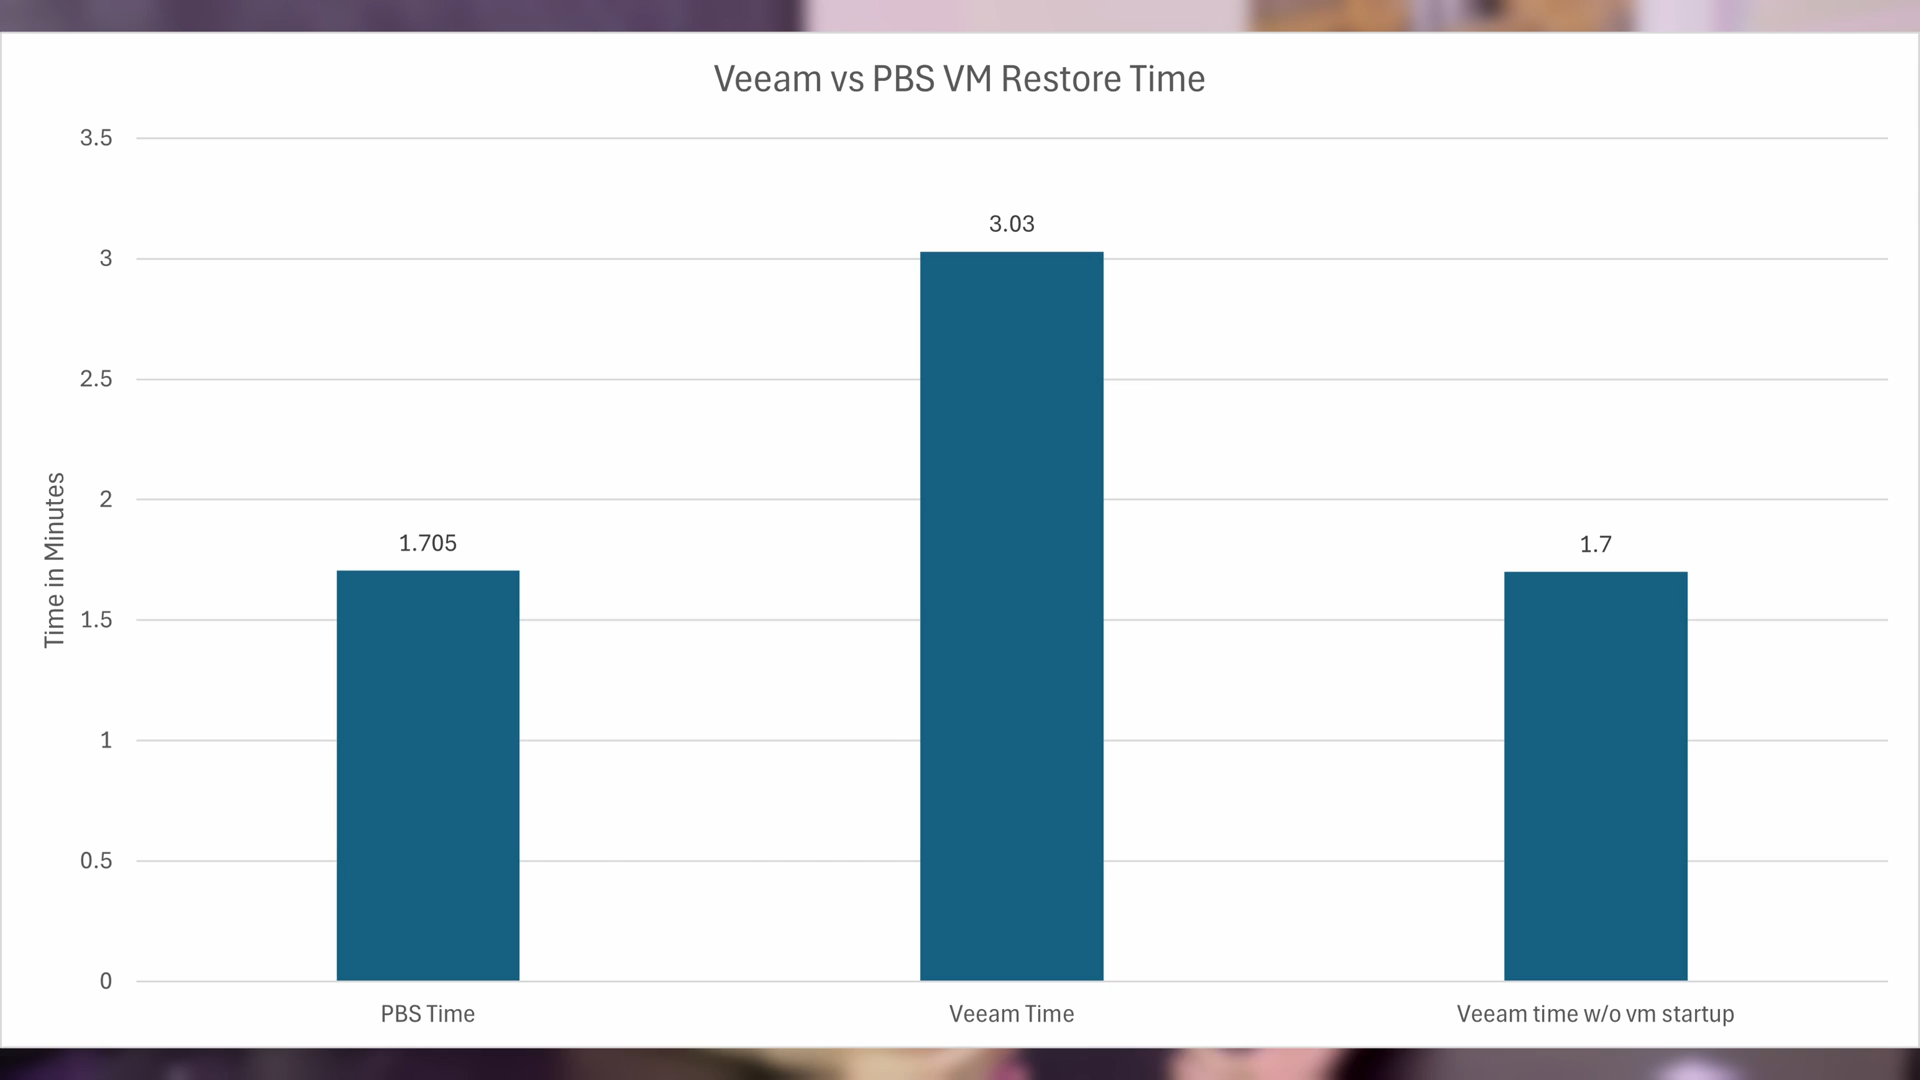 Veeam vs PBS VM Restore Time
3.5
3
2.5
2
1.5
1
0.5
0
Time in Minutes
1.705
3.03
1.7
PBS Time
Veeam Time
Veeam time w/o vm startup